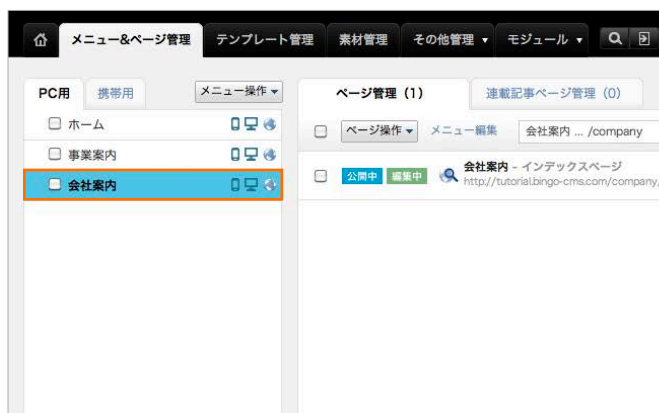 メニュー&ページ管理 テンプレート管理 素材管理 その他管理 ▼ モジュール ▼
PC用 携帯用 メニュー操作 ▼
ページ管理（1） 連載記事ページ管理（0）
ホーム
ページ操作 ▼ メニュー編集 会社案内 ... /company
事業案内
公開中 編集中 会社案内 - インデックスページ
http://tutorial.bingo-cms.com/company/
会社案内